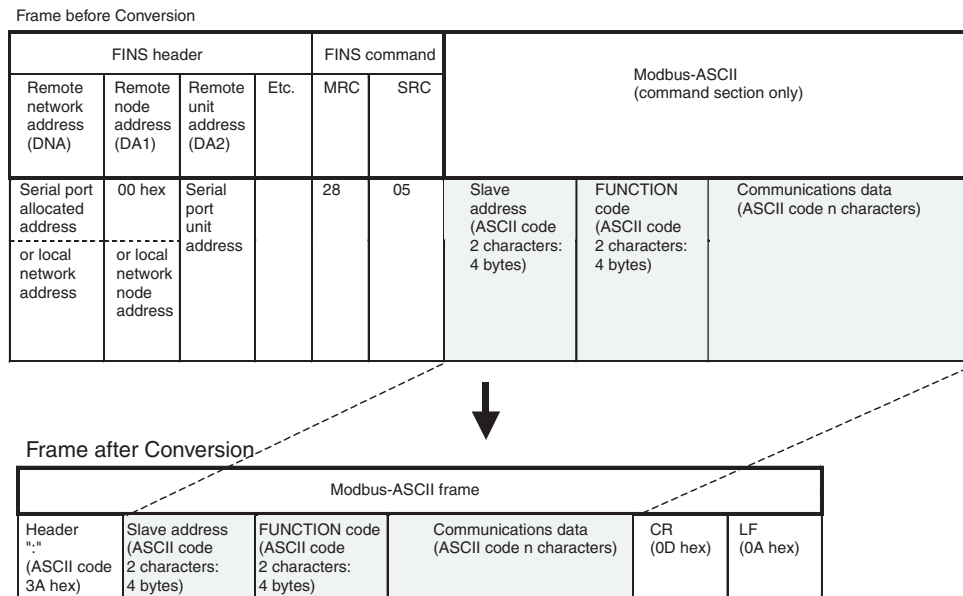 Frame before Conversion
FINS header
FINS command
Modbus-ASCII
(command section only)
Remote
network
address
(DNA)
Remote
node
address
(DA1)
Remote
unit
address
(DA2)
Etc.
MRC
SRC
Serial port
allocated
address
or local
network
address
00 hex
or local
network
node
address
Serial
port
unit
address
28
05
Slave
address
(ASCII code
2 characters:
4 bytes)
FUNCTION
code
(ASCII code
2 characters:
4 bytes)
Communications data
(ASCII code n characters)
Frame after Conversion
Modbus-ASCII frame
Header
":"
(ASCII code
3A hex)
Slave address
(ASCII code
2 characters:
4 bytes)
FUNCTION code
(ASCII code
2 characters:
4 bytes)
Communications data
(ASCII code n characters)
CR
(0D hex)
LF
(0A hex)